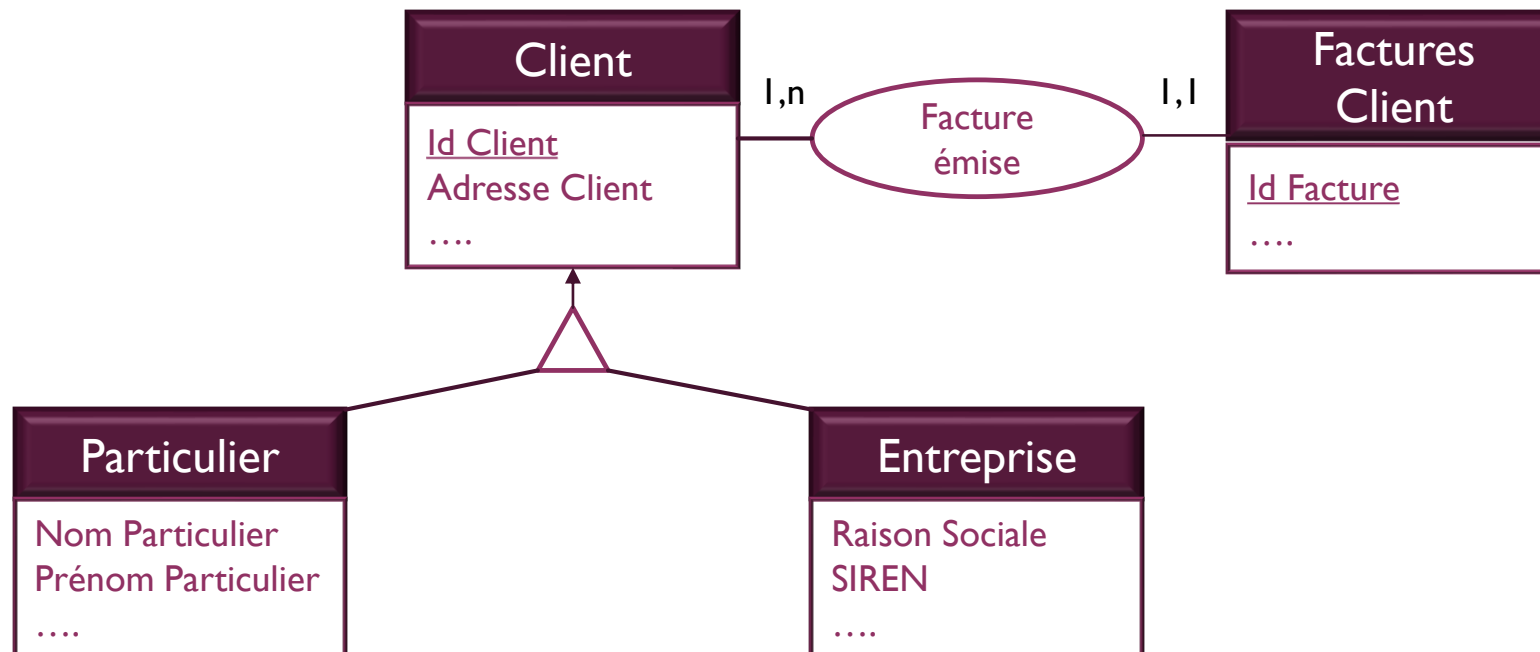 Client
Id Client
Adresse Client
….
1,n
Facture
émise
1,1
Factures
Client
Id Facture
….
Particulier
Nom Particulier
Prénom Particulier
….
Entreprise
Raison Sociale
SIREN
….